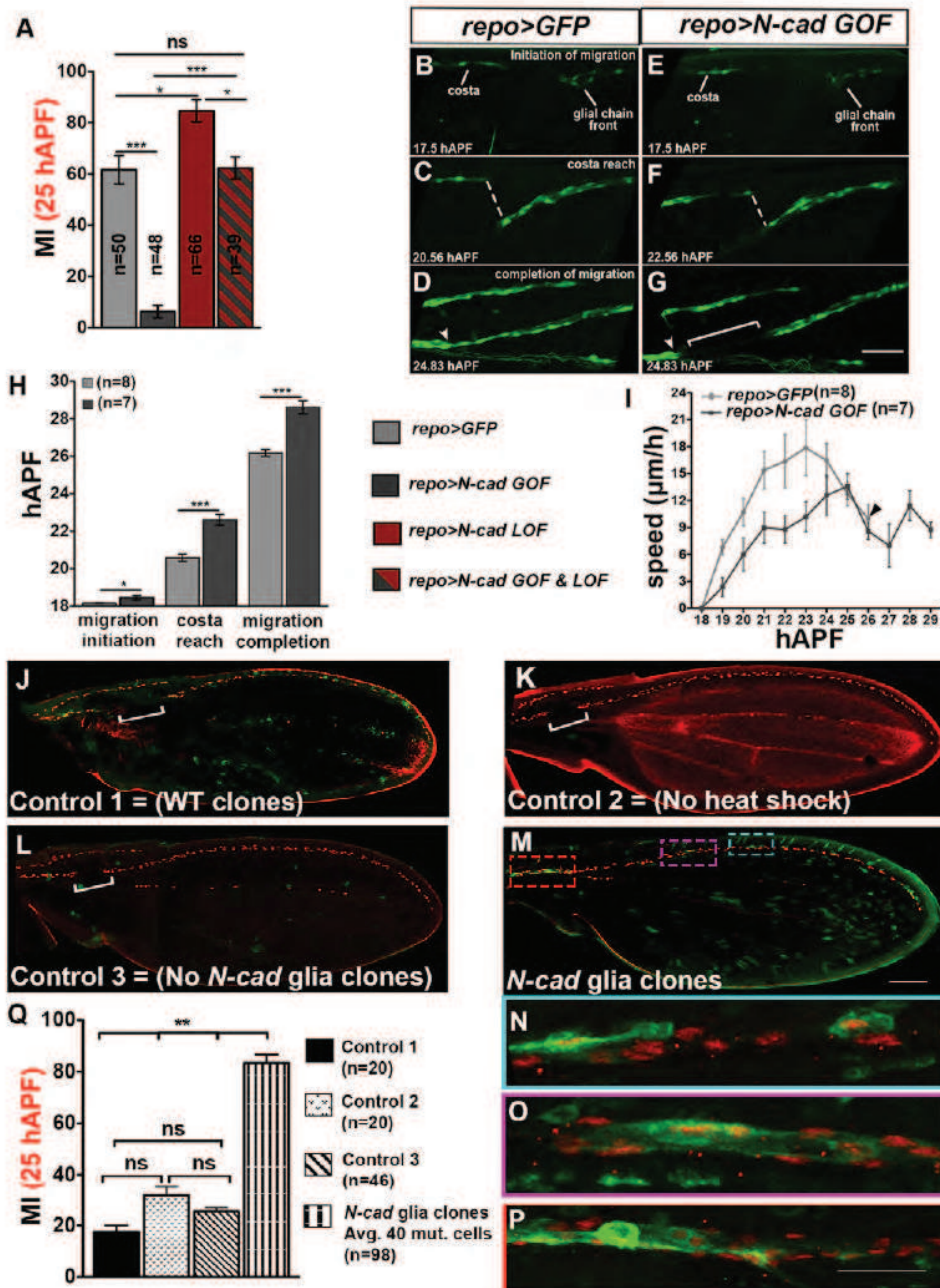 A
ns
***
*
*
***
100
80
60
40
20
0
MI (25 hAPF)
n=50
n=48
n=66
n=39
repo>GFP
repo>N-cad GOF
B
Initiation of migration
costa
glial chain
front
17.5 hAPF
E
costa
glial chain
front
17.5 hAPF
C
costa reach
20.56 hAPF
F
22.56 hAPF
D
completion of migration
24.83 hAPF
G
24.83 hAPF
H
30
28
26
24
22
20
18
hAPF
(n=8)
(n=7)
*
***
***
migration
initiation
costa
reach
migration
completion
repo>GFP
repo>N-cad GOF
repo>N-cad LOF
repo>N-cad GOF & LOF
I
repo>GFP (n=8)
repo>N-cad GOF (n=7)
24
21
18
15
12
9
6
3
0
speed (µm/h)
18 19 20 21 22 23 24 25 26 27 28 29
hAPF
J
Control 1 = (WT clones)
K
Control 2 = (No heat shock)
L
Control 3 = (No N-cad glia clones)
M
N-cad glia clones
Q
100
80
60
40
20
0
MI (25 hAPF)
**
ns
ns
ns
Control 1
(n=20)
Control 2
(n=20)
Control 3
(n=46)
N-cad glia clones
Avg. 40 mut. cells
(n=98)
N
O
P